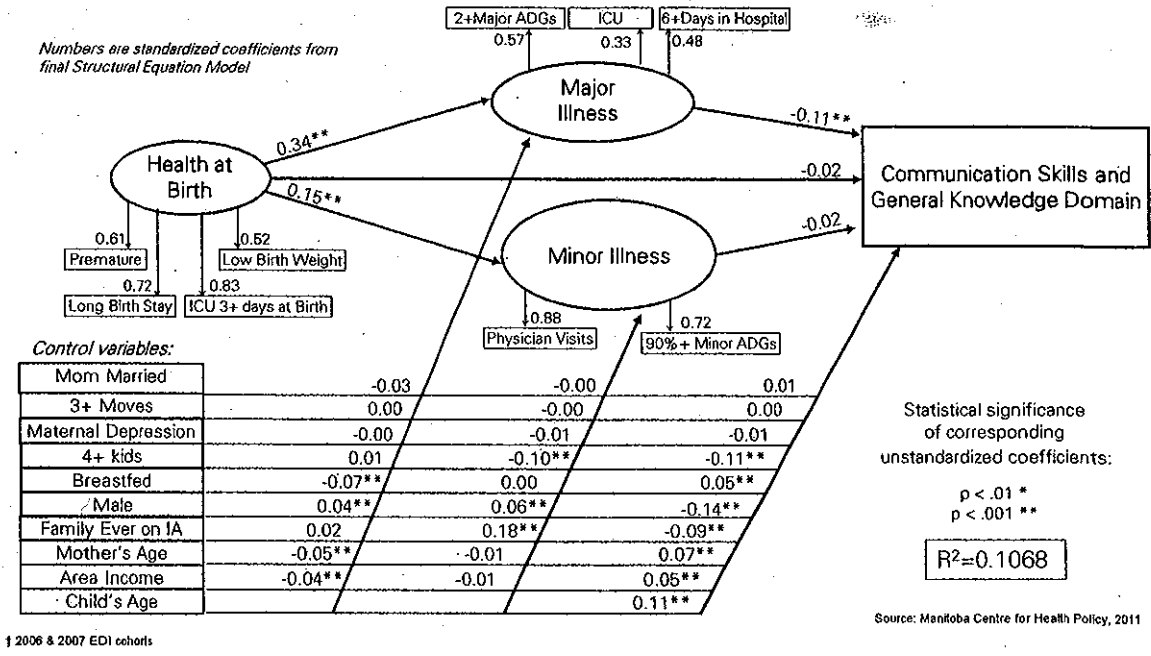 2+Major ADGs ICU 6+Days in Hospital
0.57 0.33 0.48
Numbers are standardized coefficients from
final Structural Equation Model
Major
Illness
0.34**
-0.11**
Health at
Birth
-0.02
Communication Skills and
General Knowledge Domain
0.15**
-0.02
Minor Illness
0.61 0.52
Premature Low Birth Weight
0.72 0.83
Long Birth Stay ICU 3+ days at Birth
0.88 0.72
Physician Visits 90%+ Minor ADGs
Control variables:
Mom Married -0.03 -0.00 0.01
3+ Moves 0.00 -0.00 0.00
Maternal Depression -0.00 -0.01 -0.01
4+ kids 0.01 -0.10** -0.11**
Breastfed -0.07** 0.00 0.05**
Male 0.04** 0.06** -0.14**
Family Ever on IA 0.02 0.18** -0.09**
Mother's Age -0.05** -0.01 0.07**
Area Income -0.04** -0.01 0.05**
Child's Age 0.11**
Statistical significance
of corresponding
unstandardized coefficients:
p < .01 *
p < .001 **
R²=0.1068
Source: Manitoba Centre for Health Policy, 2011
† 2006 & 2007 EDI cohorts